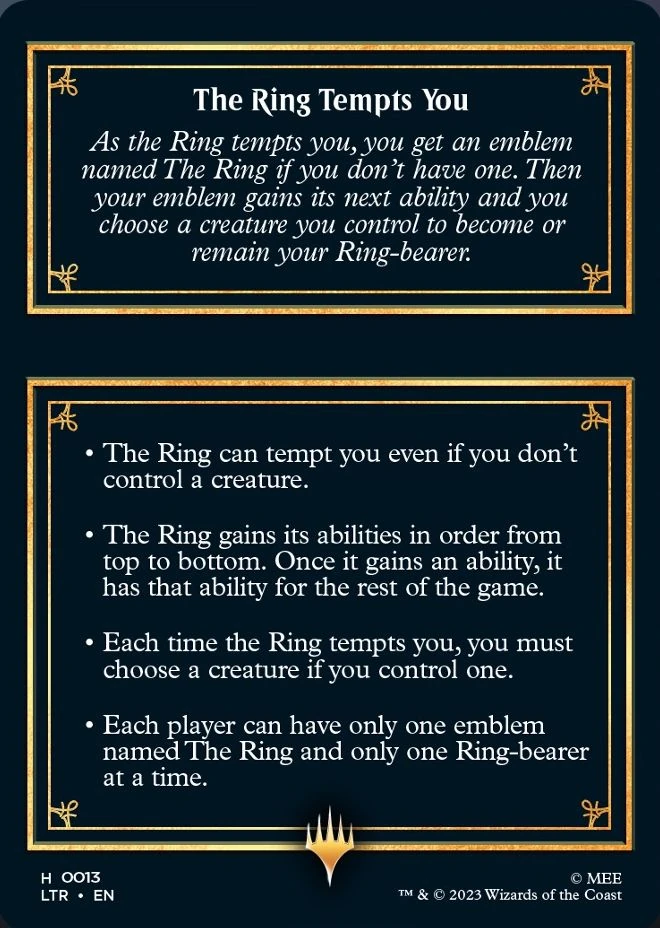 The Ring Tempts You
As the Ring tempts you, you get an emblem
named The Ring if you don't have one. Then
your emblem gains its next ability and you
choose a creature you control to become or
remain your Ring-bearer.
• The Ring can tempt you even if you don't
control a creature.
• The Ring gains its abilities in order from
top to bottom. Once it gains an ability, it
has that ability for the rest of the game.
• Each time the Ring tempts you, you must
choose a creature if you control one.
• Each player can have only one emblem
named The Ring and only one Ring-bearer
at a time.
H 0013
LTR • EN
© MEE
™ & © 2023 Wizards of the Coast